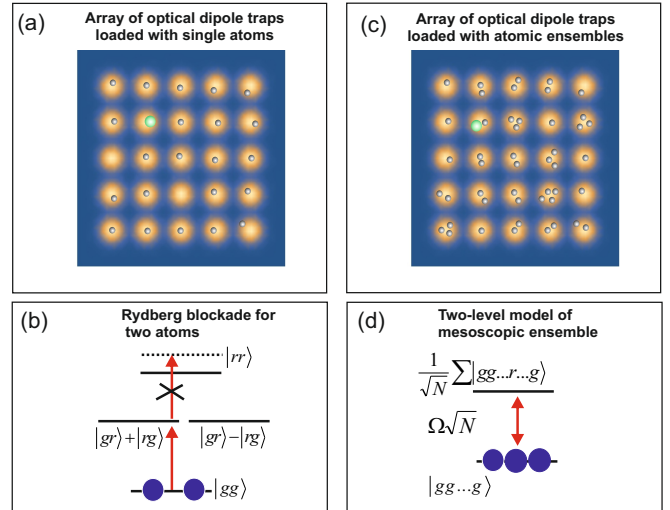 (a)
Array of optical dipole traps
loaded with single atoms
(c)
Array of optical dipole traps
loaded with atomic ensembles
(b)
Rydberg blockade for
two atoms
|rr⟩
|gr⟩+|rg⟩
|gr⟩−|rg⟩
|gg⟩
(d)
Two-level model of
mesoscopic ensemble
1/√N ∑|gg...r...g⟩
Ω√N
|gg...g⟩